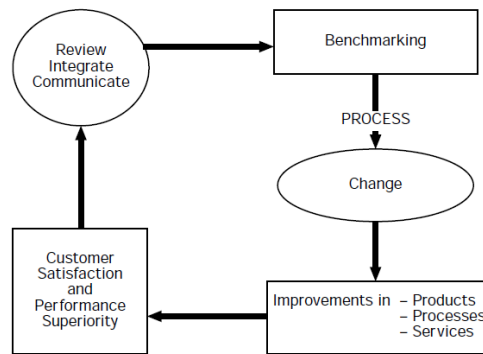 Review
Integrate
Communicate
Benchmarking
PROCESS
Change
Customer
Satisfaction
and
Performance
Superiority
Improvements in – Products
– Processes
– Services